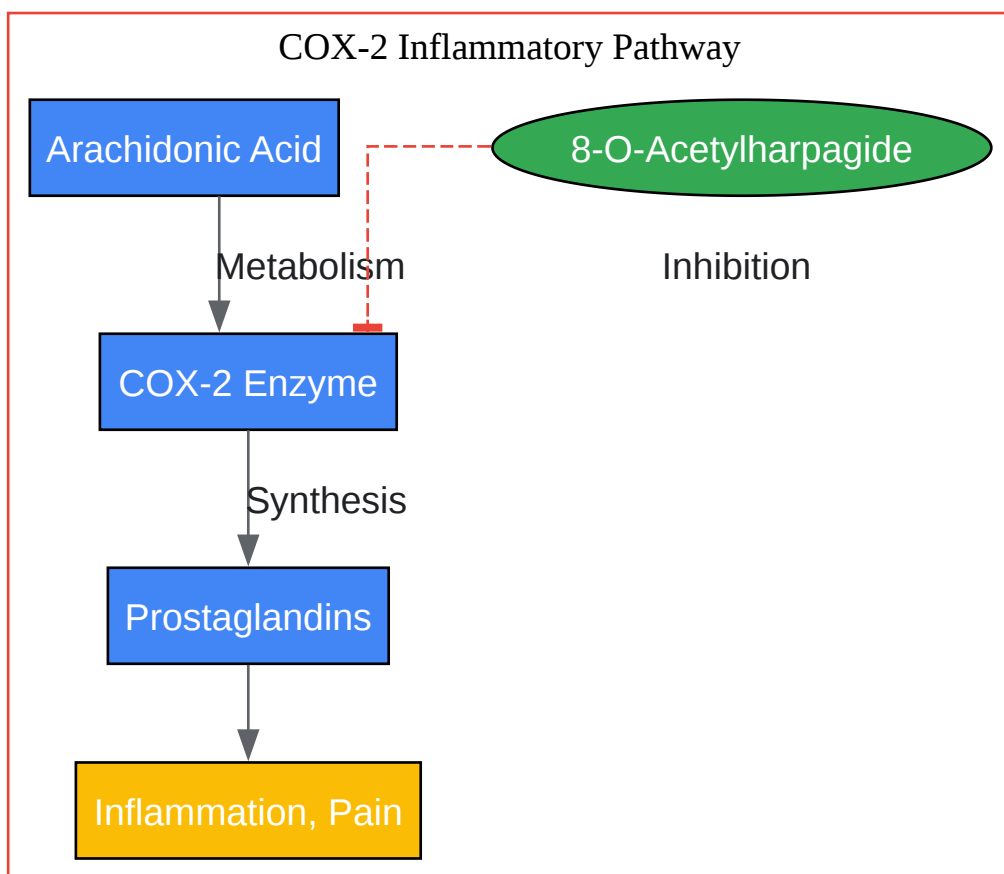 COX-2 Inflammatory Pathway
Arachidonic Acid
8-O-Acetylharpagide
Metabolism
Inhibition
COX-2 Enzyme
Synthesis
Prostaglandins
Inflammation, Pain